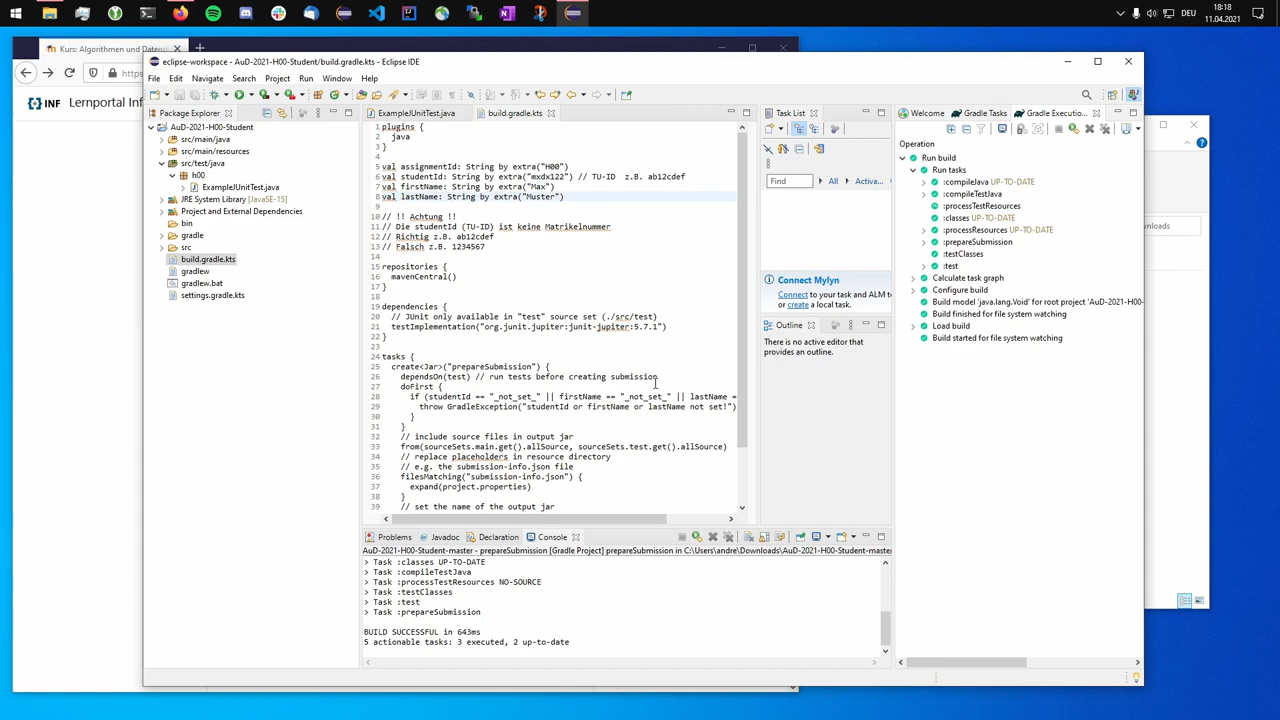 DEU
18:18
11.04.2021
Kurs: Algorithmen und Datens
https
INF Lernportal Inf
eclipse-workspace - AuD-2021-H00-Student/build.gradle.kts - Eclipse IDE
File Edit Navigate Search Project Run Window Help
Package Explorer
AuD-2021-H00-Student
src/main/java
src/main/resources
src/test/java
h00
ExampleJUnitTest.java
JRE System Library [JavaSE-15]
Project and External Dependencies
bin
gradle
src
build.gradle.kts
gradlew
gradlew.bat
settings.gradle.kts
ExampleJUnitTest.java
build.gradle.kts
1 plugins {
2 java
3 }
4
5 val assignmentId: String by extra("H00")
6 val studentId: String by extra("mxdx122") // TU-ID z.B. ab12cdef
7 val firstName: String by extra("Max")
8 val lastName: String by extra("Muster")
9
10 // !! Achtung !!
11 // Die studentId (TU-ID) ist keine Matrikelnummer
12 // Richtig z.B. ab12cdef
13 // Falsch z.B. 1234567
14
15 repositories {
16 mavenCentral()
17 }
18
19 dependencies {
20 // JUnit only available in "test" source set (./src/test)
21 testImplementation("org.junit.jupiter:junit-jupiter:5.7.1")
22 }
23
24 tasks {
25 create<Jar>("prepareSubmission") {
26 dependsOn(test) // run tests before creating submission
27 doFirst {
28 if (studentId == "_not_set_" || firstName == "_not_set_" || lastName =
29 throw GradleException("studentId or firstName or lastName not set!")
30 }
31 }
32 // include source files in output jar
33 from(sourceSets.main.get().allSource, sourceSets.test.get().allSource)
34 // replace placeholders in resource directory
35 // e.g. the submission-info.json file
36 filesMatching("submission-info.json") {
37 expand(project.properties)
38 }
39 // set the name of the output jar
Task List
Find
All
Activa...
Connect Mylyn
Connect to your task and ALM to
or create a local task.
Outline
There is no active editor that
provides an outline.
Welcome
Gradle Tasks
Gradle Executio...
Operation
Run build
Run tasks
:compileJava UP-TO-DATE
:compileTestJava
:processTestResources
:classes UP-TO-DATE
:processResources UP-TO-DATE
:prepareSubmission
:testClasses
:test
Calculate task graph
Configure build
Build model 'java.lang.Void' for root project 'AuD-2021-H00-
Build finished for file system watching
Load build
Build started for file system watching
wnloads
Problems
Javadoc
Declaration
Console
AuD-2021-H00-Student-master - prepareSubmission [Gradle Project] prepareSubmission in C:\Users\andre\Downloads\AuD-2021-H00-Student-master
> Task :classes UP-TO-DATE
> Task :compileTestJava
> Task :processTestResources NO-SOURCE
> Task :testClasses
> Task :test
> Task :prepareSubmission
BUILD SUCCESSFUL in 643ms
5 actionable tasks: 3 executed, 2 up-to-date